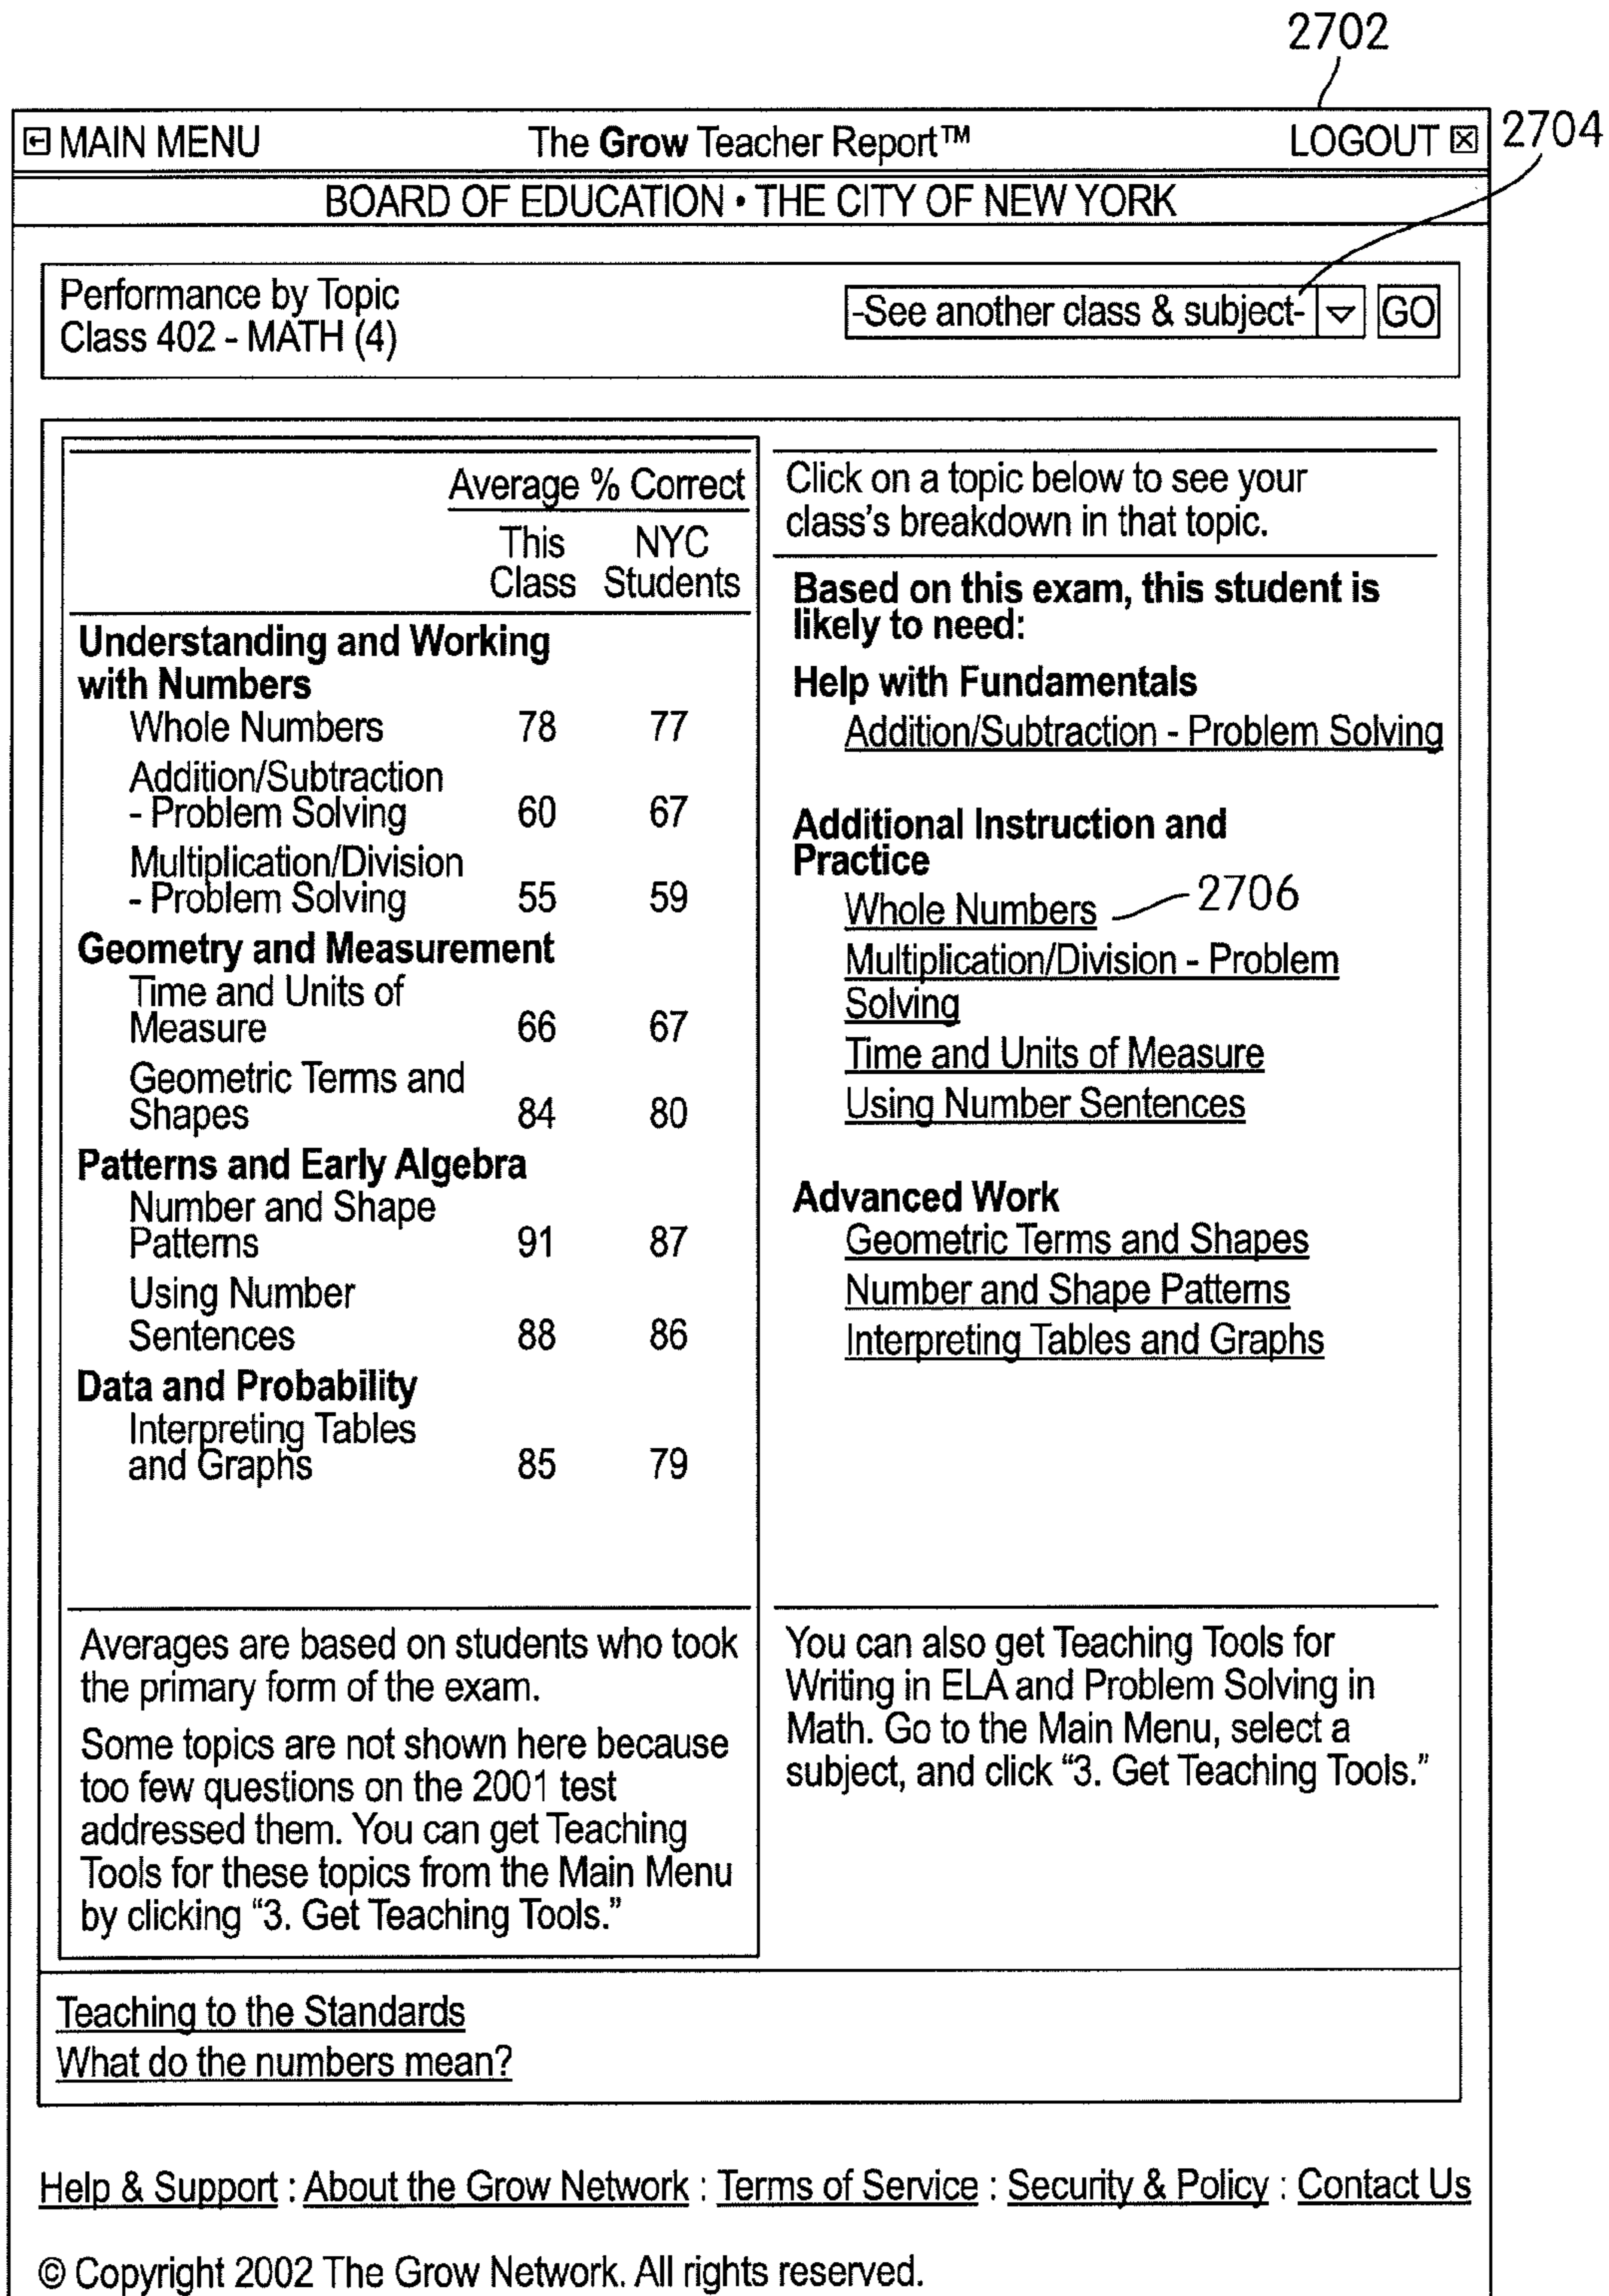 2702
MAIN MENU The Grow Teacher Report™ LOGOUT
2704
BOARD OF EDUCATION • THE CITY OF NEW YORK
Performance by Topic
Class 402 - MATH (4)
-See another class & subject- GO
Average % Correct
This NYC
Class Students
Understanding and Working
with Numbers
Whole Numbers 78 77
Addition/Subtraction
- Problem Solving 60 67
Multiplication/Division
- Problem Solving 55 59
Geometry and Measurement
Time and Units of
Measure 66 67
Geometric Terms and
Shapes 84 80
Patterns and Early Algebra
Number and Shape
Patterns 91 87
Using Number
Sentences 88 86
Data and Probability
Interpreting Tables
and Graphs 85 79
Averages are based on students who took
the primary form of the exam.
Some topics are not shown here because
too few questions on the 2001 test
addressed them. You can get Teaching
Tools for these topics from the Main Menu
by clicking “3. Get Teaching Tools.”
Click on a topic below to see your
class's breakdown in that topic.
Based on this exam, this student is
likely to need:
Help with Fundamentals
Addition/Subtraction - Problem Solving
Additional Instruction and
Practice
Whole Numbers 2706
Multiplication/Division - Problem
Solving
Time and Units of Measure
Using Number Sentences
Advanced Work
Geometric Terms and Shapes
Number and Shape Patterns
Interpreting Tables and Graphs
You can also get Teaching Tools for
Writing in ELA and Problem Solving in
Math. Go to the Main Menu, select a
subject, and click “3. Get Teaching Tools.”
Teaching to the Standards
What do the numbers mean?
Help & Support : About the Grow Network : Terms of Service : Security & Policy : Contact Us
© Copyright 2002 The Grow Network. All rights reserved.